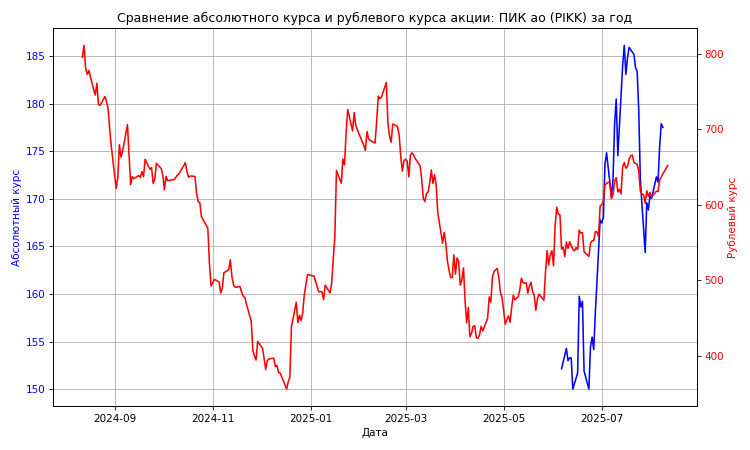 Сравнение абсолютного курса и рублевого курса акции: ПИК ао (PIKK) за год
185
180
175
170
165
160
155
150
Абсолютный курс
800
700
600
500
400
Рублевый курс
2024-09 2024-11 2025-01 2025-03 2025-05 2025-07
Дата